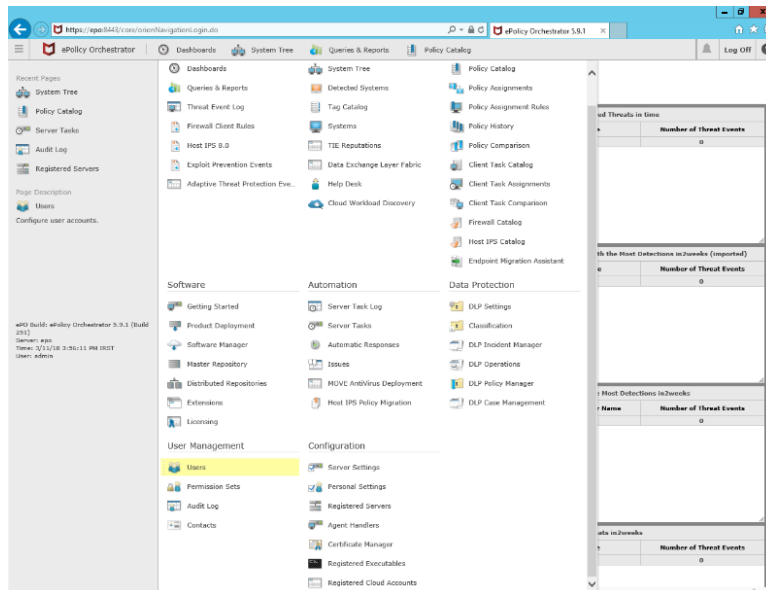 https://epo:8443/core/orionNavigationLogin.do
ePolicy Orchestrator 5.9.1
ePolicy Orchestrator
Dashboards
System Tree
Queries & Reports
Policy Catalog
Log Off
Recent Pages
System Tree
Policy Catalog
Server Tasks
Audit Log
Registered Servers
Page Description
Users
Configure user accounts.
ePO Build: ePolicy Orchestrator 5.9.1 (Build
251)
Server: epo
Time: 3/11/18 3:56:11 PM IRST
User: admin
Dashboards
Queries & Reports
Threat Event Log
Firewall Client Rules
Host IPS 8.0
Exploit Prevention Events
Adaptive Threat Protection Eve...
System Tree
Detected Systems
Tag Catalog
Systems
TIE Reputations
Data Exchange Layer Fabric
Help Desk
Cloud Workload Discovery
Policy Catalog
Policy Assignments
Policy Assignment Rules
Policy History
Policy Comparison
Client Task Catalog
Client Task Assignments
Client Task Comparison
Firewall Catalog
Host IPS Catalog
Endpoint Migration Assistant
Software
Getting Started
Product Deployment
Software Manager
Master Repository
Distributed Repositories
Extensions
Licensing
Automation
Server Task Log
Server Tasks
Automatic Responses
Issues
MOVE AntiVirus Deployment
Host IPS Policy Migration
Data Protection
DLP Settings
Classification
DLP Incident Manager
DLP Operations
DLP Policy Manager
DLP Case Management
User Management
Users
Permission Sets
Audit Log
Contacts
Configuration
Server Settings
Personal Settings
Registered Servers
Agent Handlers
Certificate Manager
Registered Executables
Registered Cloud Accounts
Threats in time
Number of Threat Events
0
the Most Detections in2weeks (Imported)
Number of Threat Events
0
Most Detections in2weeks
Name
Number of Threat Events
0
in2weeks
Number of Threat Events
0